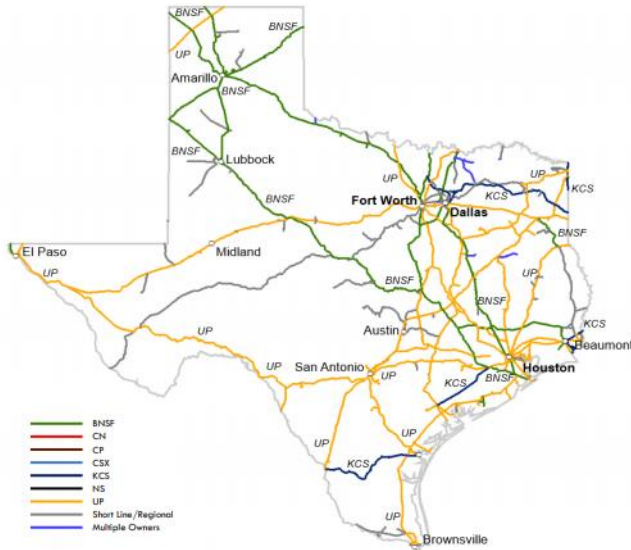 BNSF
BNSF
UP
Amarillo
BNSF
BNSF
Lubbock
UP
KCS
KCS
BNSF
Fort Worth
Dallas
BNSF
El Paso
Midland
UP
BNSF
UP
BNSF
UP
Austin
KCS
Beaumont
San Antonio
UP
UP
KCS
BNSF
Houston
UP
KCS
UP
Brownsville
BNSF
CN
CP
CSX
KCS
NS
UP
Short Line/Regional
Multiple Owners